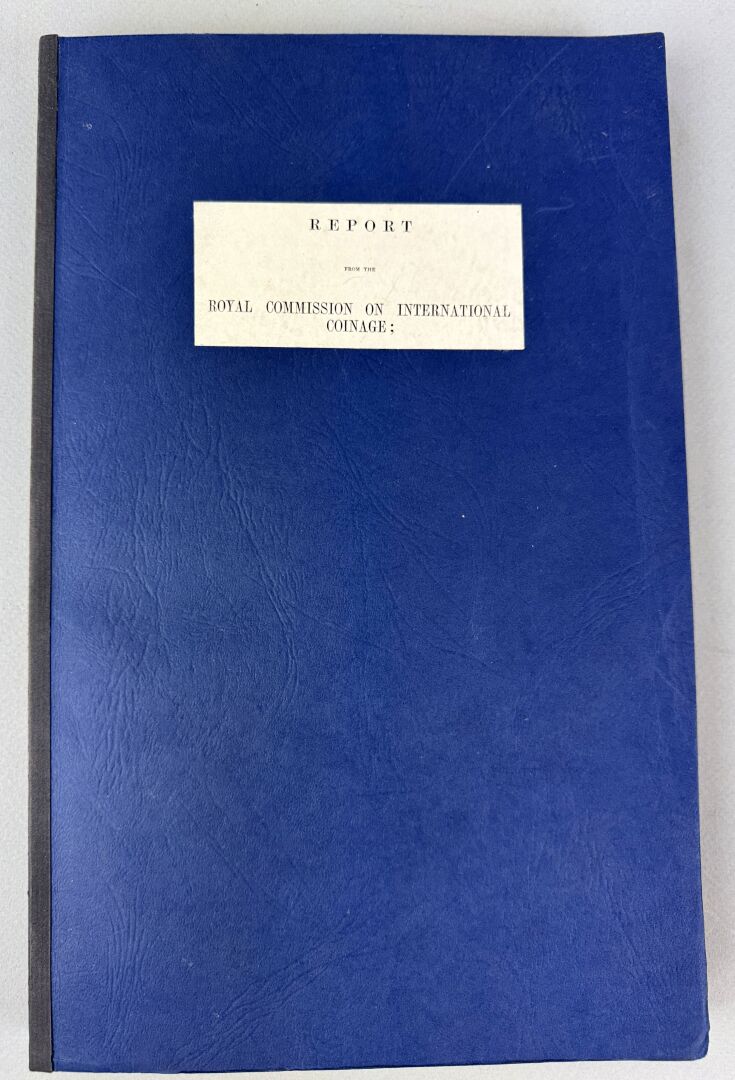 REPORT
FROM THE
ROYAL COMMISSION ON INTERNATIONAL
COINAGE;